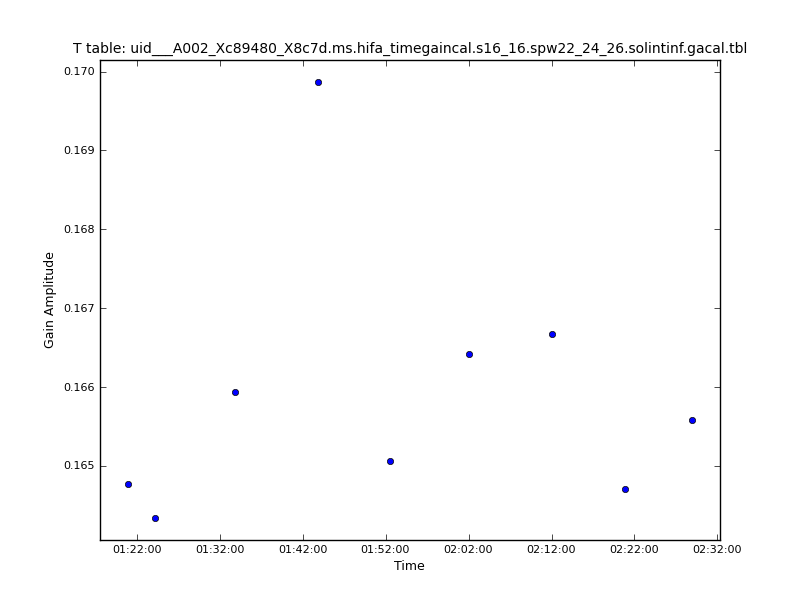 T table: uid___A002_Xc89480_X8c7d.ms.hifa_timegaincal.s16_16.spw22_24_26.solintinf.gacal.tbl
0.170
0.169
0.168
0.167
0.166
0.165
Gain Amplitude
01:22:00 01:32:00 01:42:00 01:52:00 02:02:00 02:12:00 02:22:00 02:32:00
Time